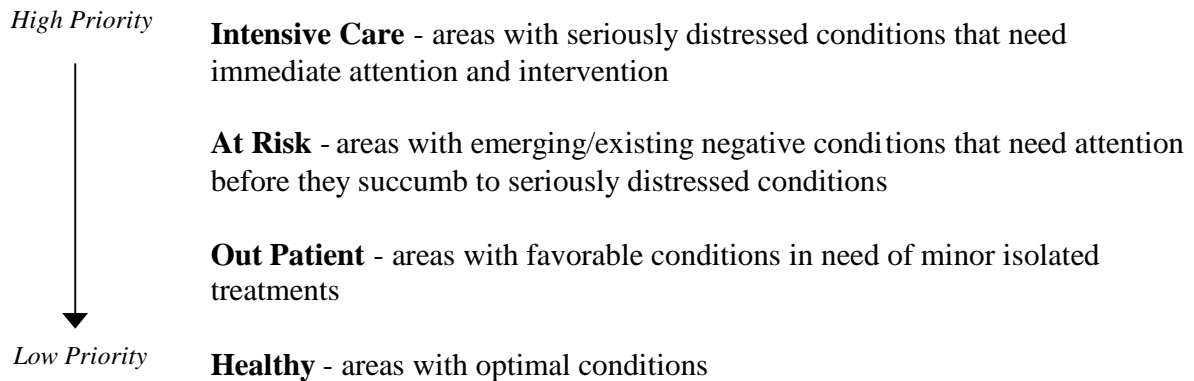 High Priority
Intensive Care - areas with seriously distressed conditions that need
immediate attention and intervention
At Risk - areas with emerging/existing negative conditions that need attention
before they succumb to seriously distressed conditions
Out Patient - areas with favorable conditions in need of minor isolated
treatments
Low Priority
Healthy - areas with optimal conditions